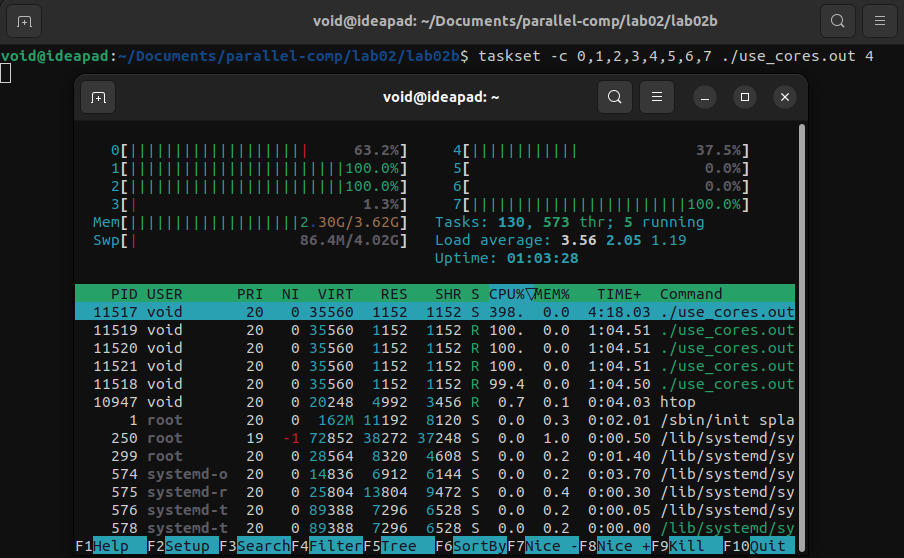 void@ideapad: ~/Documents/parallel-comp/lab02/lab02b
void@ideapad:~/Documents/parallel-comp/lab02/lab02b$ taskset -c 0,1,2,3,4,5,6,7 ./use_cores.out 4
void@ideapad: ~
0[||||||||||||||||||||| 63.2%] 4[|||||||||||| 37.5%]
1[||||||||||||||||||||||||100.0%] 5[ 0.0%]
2[||||||||||||||||||||||||100.0%] 6[ 0.0%]
3[| 1.3%] 7[||||||||||||||||||||||||100.0%]
Mem[|||||||||||||||||||2.30G/3.62G] Tasks: 130, 573 thr; 5 running
Swp[| 86.4M/4.02G] Load average: 3.56 2.05 1.19
Uptime: 01:03:28
PID USER PRI NI VIRT RES SHR S CPU%▽MEM% TIME+ Command
11517 void 20 0 35560 1152 1152 S 398. 0.0 4:18.03 ./use_cores.out
11519 void 20 0 35560 1152 1152 R 100. 0.0 1:04.51 ./use_cores.out
11520 void 20 0 35560 1152 1152 R 100. 0.0 1:04.51 ./use_cores.out
11521 void 20 0 35560 1152 1152 R 100. 0.0 1:04.51 ./use_cores.out
11518 void 20 0 35560 1152 1152 R 99.4 0.0 1:04.50 ./use_cores.out
10947 void 20 0 20248 4992 3456 R 0.7 0.1 0:04.03 htop
1 root 20 0 162M 11192 8120 S 0.0 0.3 0:02.01 /sbin/init spla
250 root 19 -1 72852 38272 37248 S 0.0 1.0 0:00.50 /lib/systemd/sy
299 root 20 0 28564 8320 4608 S 0.0 0.2 0:01.40 /lib/systemd/sy
574 systemd-o 20 0 14836 6912 6144 S 0.0 0.2 0:03.70 /lib/systemd/sy
575 systemd-r 20 0 25804 13804 9472 S 0.0 0.4 0:00.30 /lib/systemd/sy
576 systemd-t 20 0 89388 7296 6528 S 0.0 0.2 0:00.06 /lib/systemd/sy
578 systemd-t 20 0 89388 7296 6528 S 0.0 0.2 0:00.00 /lib/systemd/sy
F1Help F2Setup F3SearchF4FilterF5Tree F6SortByF7Nice -F8Nice +F9Kill F10Quit